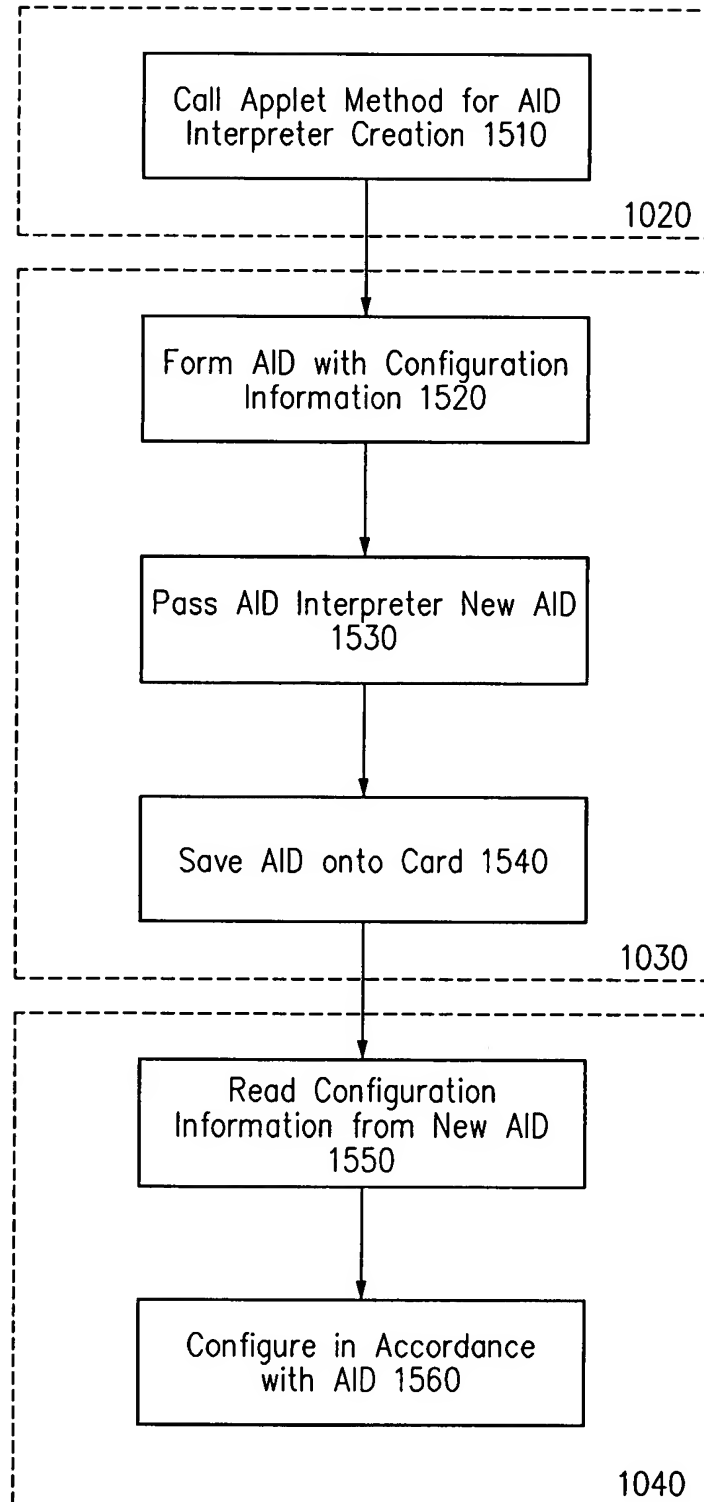 Call Applet Method for AID
Interpreter Creation 1510
1020
Form AID with Configuration
Information 1520
Pass AID Interpreter New AID
1530
Save AID onto Card 1540
1030
Read Configuration
Information from New AID
1550
Configure in Accordance
with AID 1560
1040